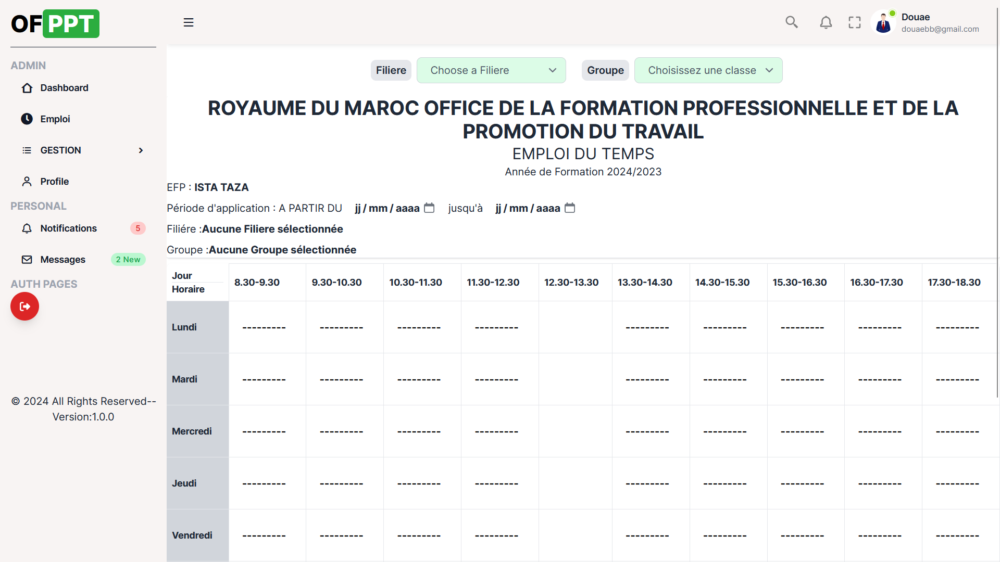 OFPPT
Douae
douaebb@gmail.com
ADMIN
Dashboard
Emploi
GESTION
Profile
PERSONAL
Notifications 5
Messages 2 New
AUTH PAGES
© 2024 All Rights Reserved--
Version:1.0.0
Filiere Choose a Filiere Groupe Choisissez une classe
ROYAUME DU MAROC OFFICE DE LA FORMATION PROFESSIONNELLE ET DE LA
PROMOTION DU TRAVAIL
EMPLOI DU TEMPS
Année de Formation 2024/2023
EFP : ISTA TAZA
Période d'application : A PARTIR DU jj/mm/aaaa jusqu'à jj/mm/aaaa
Filiére :Aucune Filiere sélectionnée
Groupe :Aucune Groupe sélectionnée
Jour
Horaire
8.30-9.30 9.30-10.30 10.30-11.30 11.30-12.30 12.30-13.30 13.30-14.30 14.30-15.30 15.30-16.30 16.30-17.30 17.30-18.30
Lundi --------- --------- --------- --------- --------- --------- --------- --------- ---------
Mardi --------- --------- --------- --------- --------- --------- --------- --------- ---------
Mercredi --------- --------- --------- --------- --------- --------- --------- --------- ---------
Jeudi --------- --------- --------- --------- --------- --------- --------- --------- ---------
Vendredi --------- --------- --------- --------- --------- --------- --------- --------- ---------